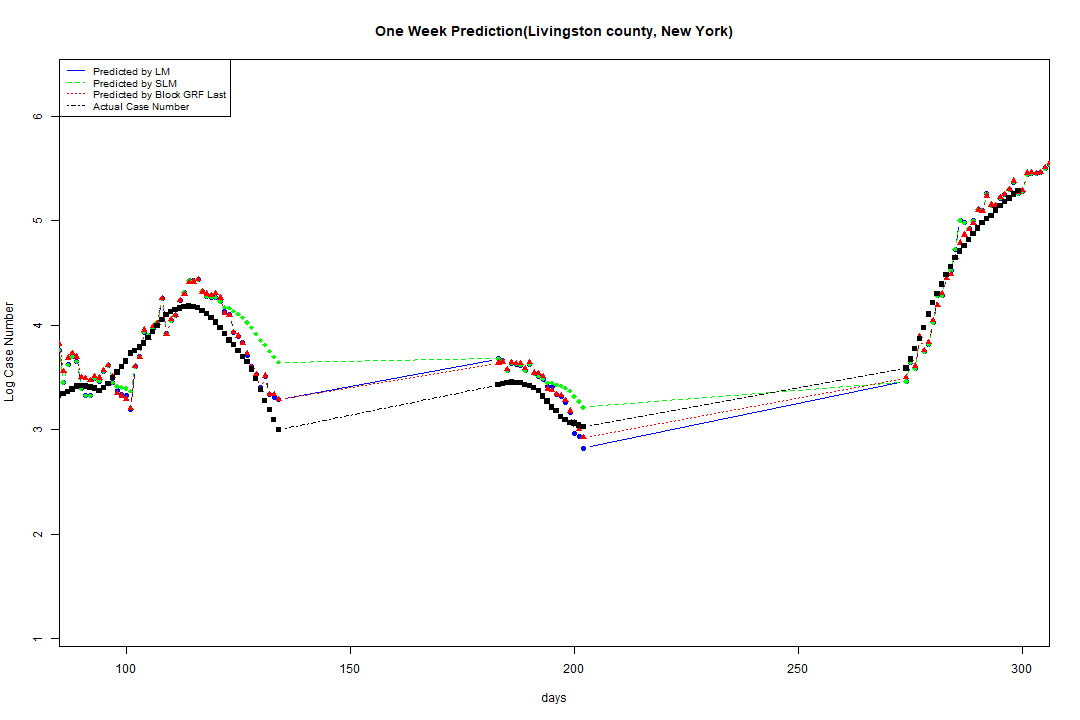 One Week Prediction(Livingston county, New York)
Predicted by LM
Predicted by SLM
Predicted by Block GRF Last
Actual Case Number
Log Case Number
6
5
4
3
2
1
100 150 200 250 300
days